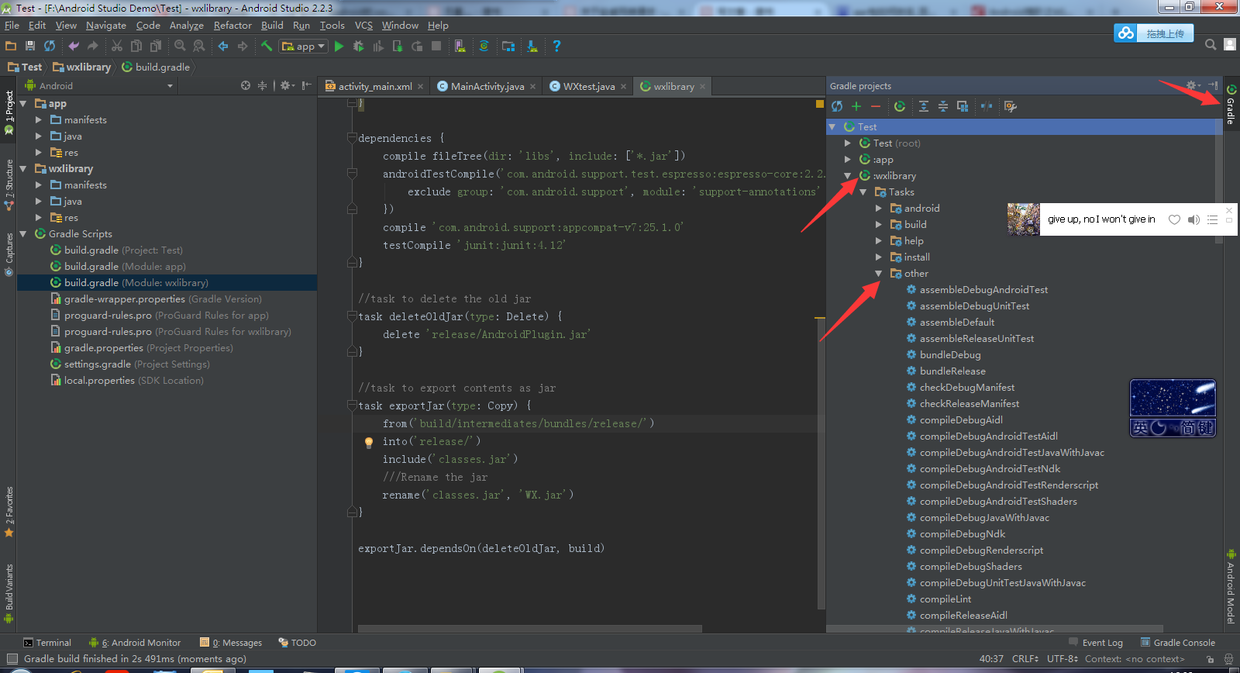 Test - [F:\Android Studio Demo\Test] - wxlibrary - Android Studio 2.2.3
File Edit View Navigate Code Analyze Refactor Build Run Tools VCS Window Help
app
拖拽上传
Test wxlibrary build.gradle
Android
activity_main.xml MainActivity.java WXtest.java wxlibrary
Gradle projects
1: Project
7: Structure
Captures
2: Favorites
Build Variants
app
manifests
java
res
wxlibrary
manifests
java
res
Gradle Scripts
build.gradle (Project: Test)
build.gradle (Module: app)
build.gradle (Module: wxlibrary)
gradle-wrapper.properties (Gradle Version)
proguard-rules.pro (ProGuard Rules for app)
proguard-rules.pro (ProGuard Rules for wxlibrary)
gradle.properties (Project Properties)
settings.gradle (Project Settings)
local.properties (SDK Location)
}
dependencies {
compile fileTree(dir: 'libs', include: ['*.jar'])
androidTestCompile('com.android.support.test.espresso:espresso-core:2.2.
exclude group: 'com.android.support', module: 'support-annotations'
})
compile 'com.android.support:appcompat-v7:25.1.0'
testCompile 'junit:junit:4.12'
}
//task to delete the old jar
task deleteOldJar(type: Delete) {
delete 'release/AndroidPlugin.jar'
}
//task to export contents as jar
task exportJar(type: Copy) {
from('build/intermediates/bundles/release/')
into('release/')
include('classes.jar')
///Rename the jar
rename('classes.jar', 'WX.jar')
}
exportJar.dependsOn(deleteOldJar, build)
Test
Test (root)
:app
:wxlibrary
Tasks
android
build
help
install
other
assembleDebugAndroidTest
assembleDebugUnitTest
assembleDefault
assembleReleaseUnitTest
bundleDebug
bundleRelease
checkDebugManifest
checkReleaseManifest
compileDebugAidl
compileDebugAndroidTestAidl
compileDebugAndroidTestJavaWithJavac
compileDebugAndroidTestNdk
compileDebugAndroidTestRenderscript
compileDebugAndroidTestShaders
compileDebugJavaWithJavac
compileDebugNdk
compileDebugRenderscript
compileDebugShaders
compileDebugUnitTestJavaWithJavac
compileLint
compileReleaseAidl
compileReleaseJavaWithJavac
give up, no I won't give in
英 简 健
Gradle
Android Model
Terminal 6: Android Monitor 0: Messages TODO
Event Log Gradle Console
Gradle build finished in 2s 491ms (moments ago)
40:37 CRLF UTF-8 Context: <no context>